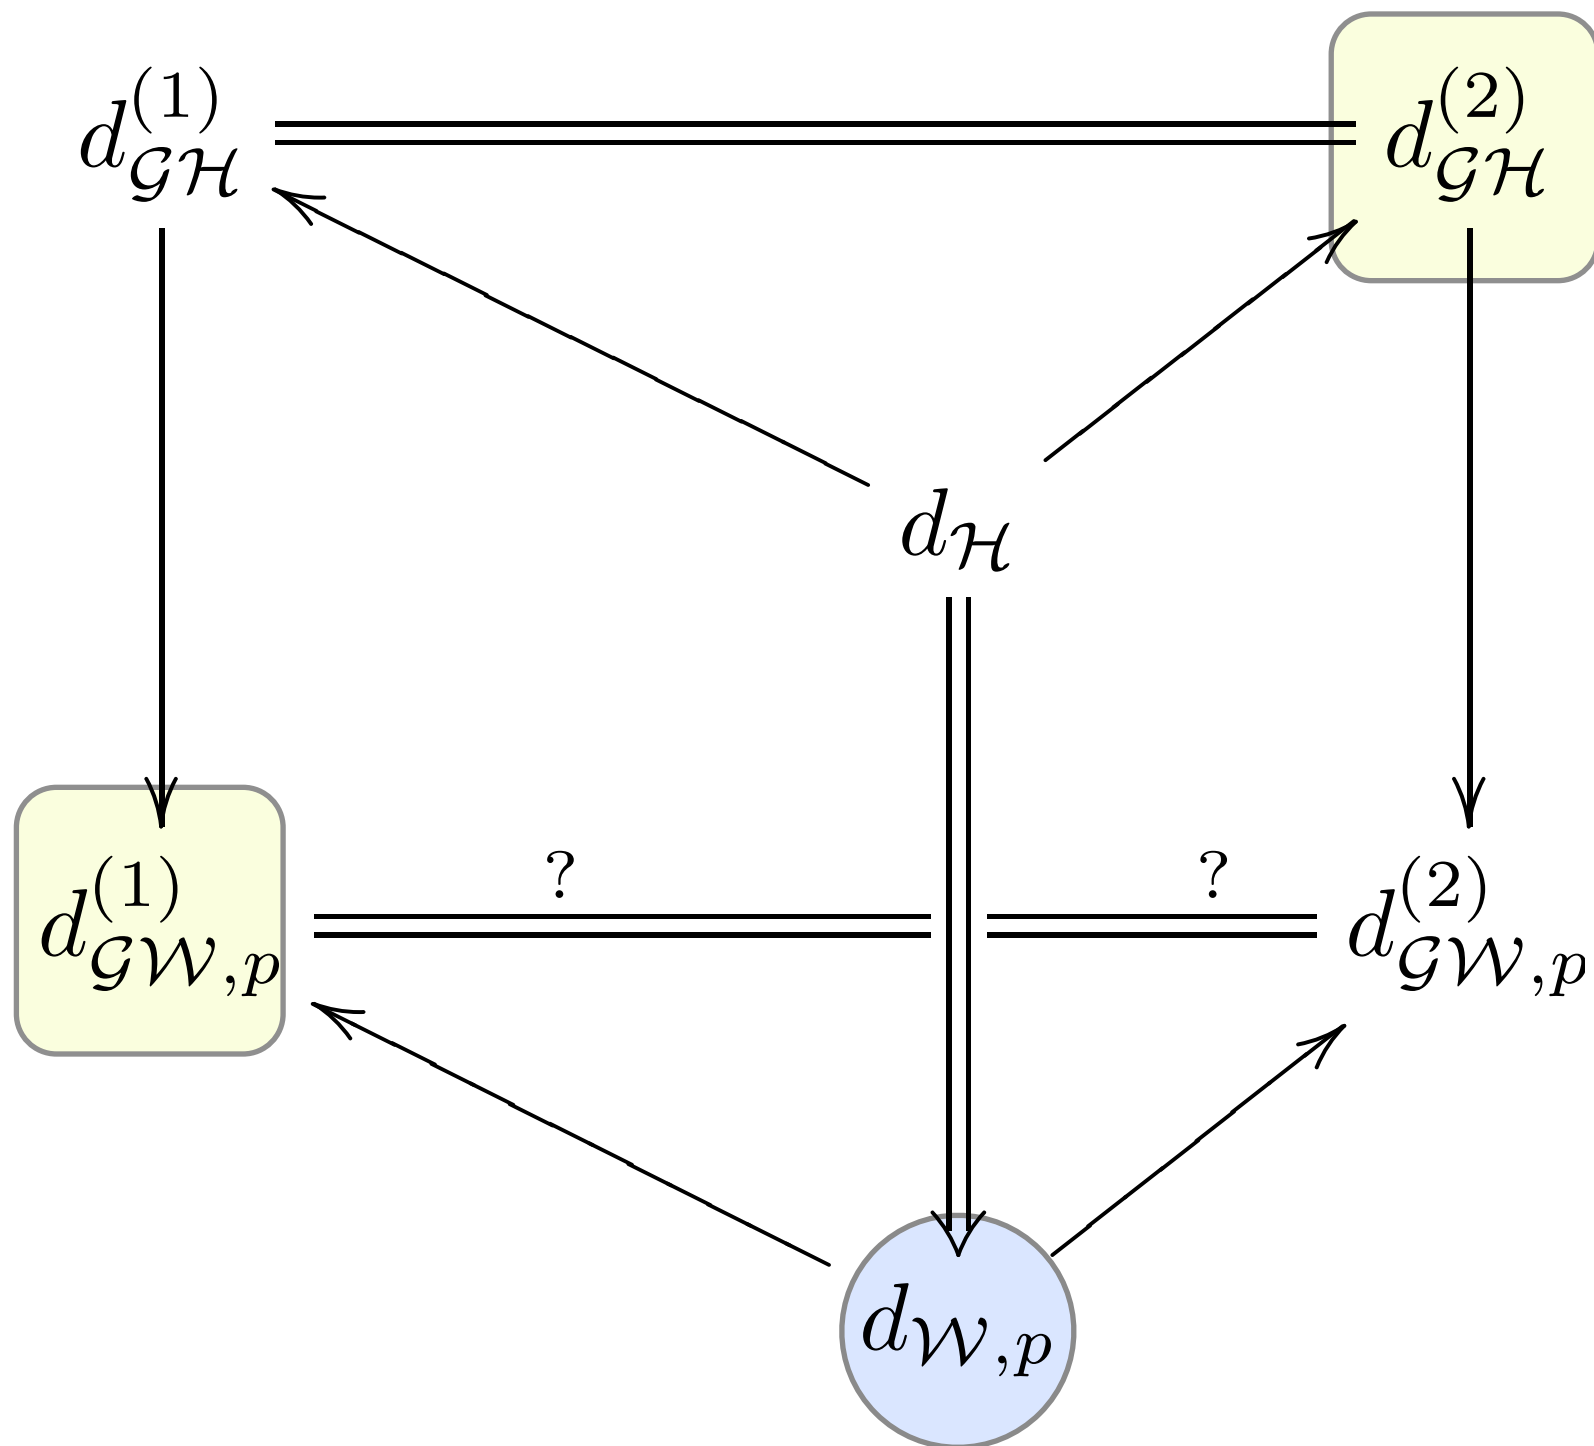 $d_{\mathcal{GH}}^{(1)}$ $d_{\mathcal{GH}}^{(2)}$
$d_{\mathcal{H}}$
? ?
$d_{\mathcal{GW},p}^{(1)}$ $d_{\mathcal{GW},p}^{(2)}$
$d_{\mathcal{W},p}$